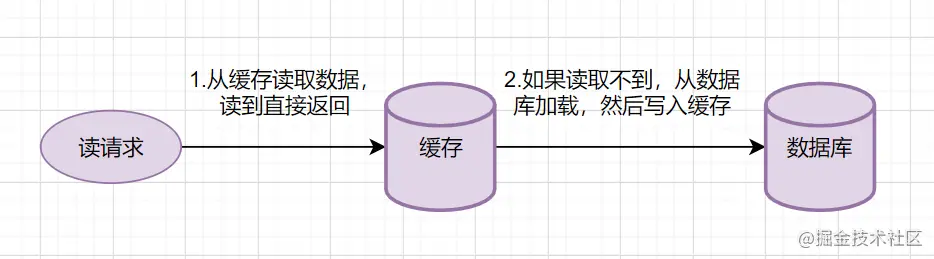 1.从缓存读取数据，
读到直接返回
2.如果读取不到，从数据
库加载，然后写入缓存
读请求
缓存
数据库
@掘金技术社区